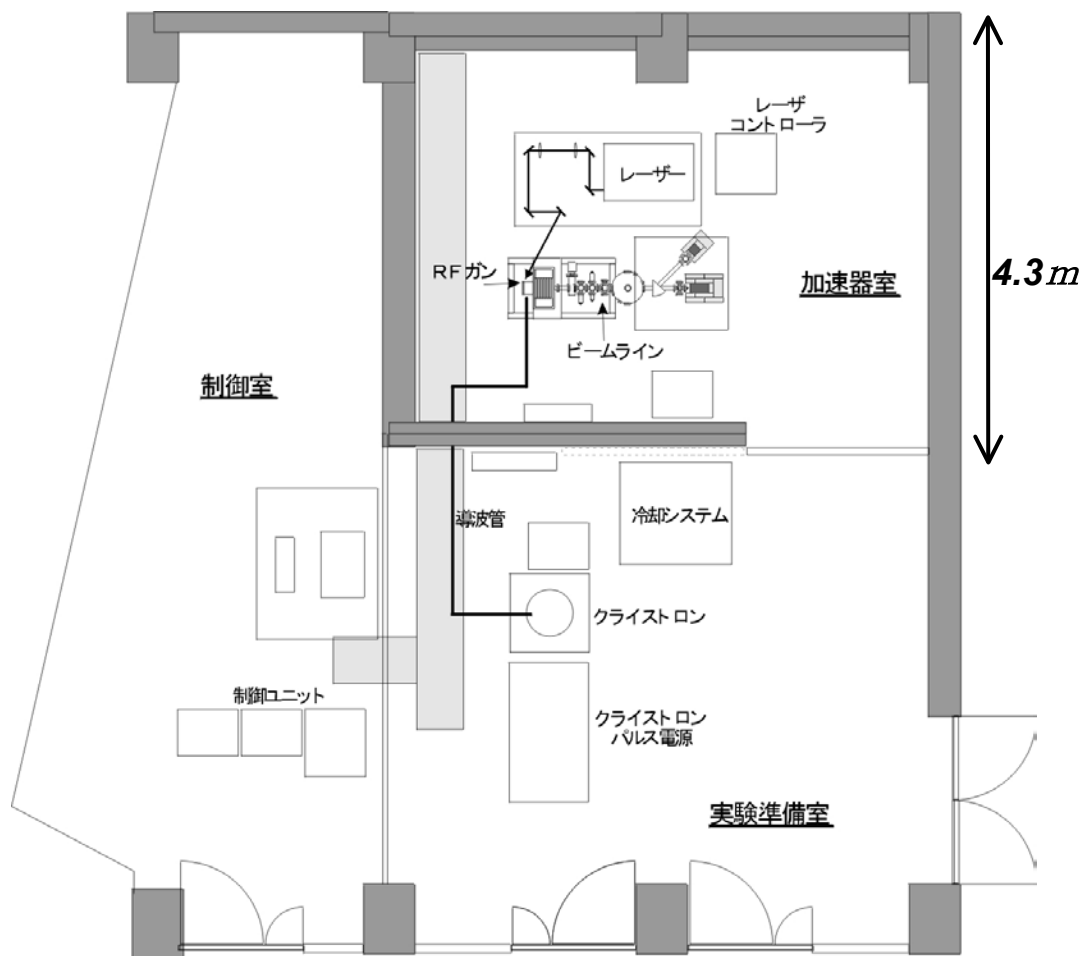 レーザ
コントローラ
レーザー
RFガン
加速器室
4.3m
ビームライン
制御室
導波管
冷却システム
クライストロン
制御ユニット
クライストロン
パルス電源
実験準備室